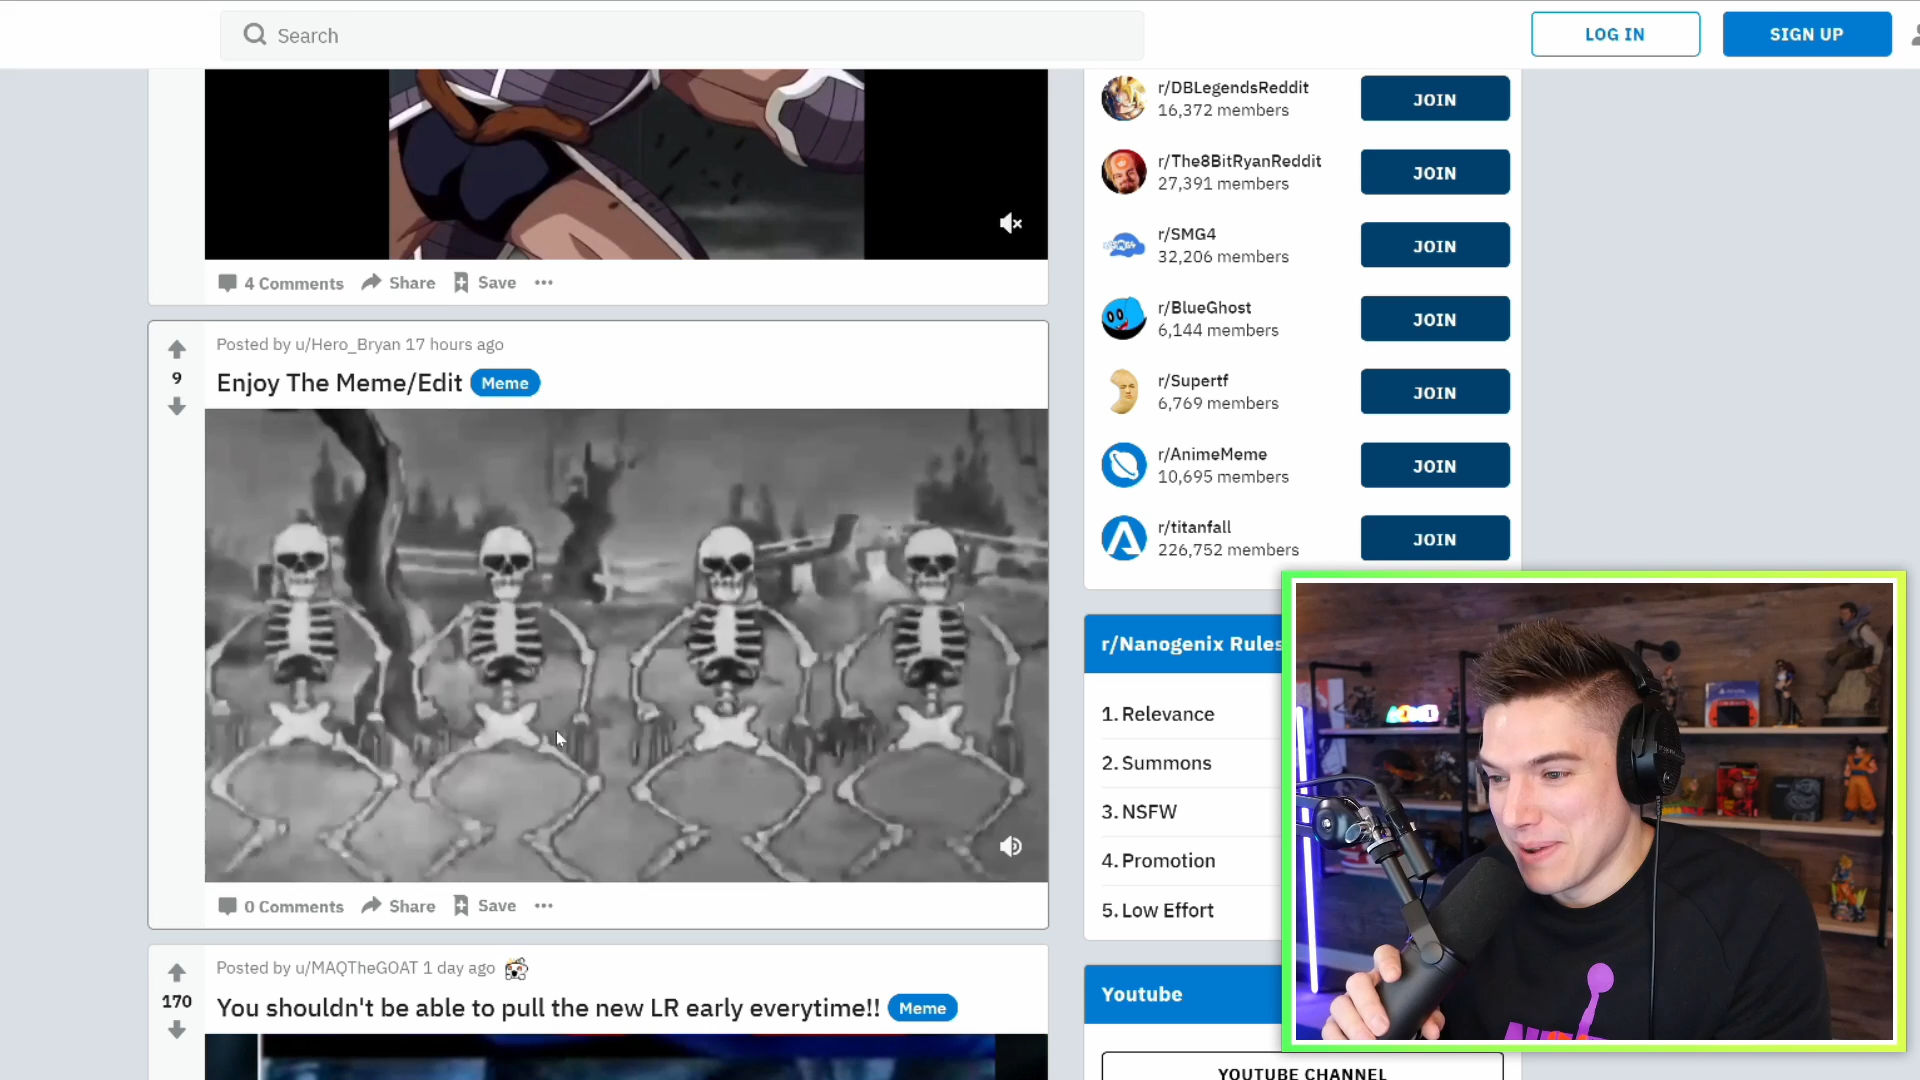 Search
LOG IN
SIGN UP
r/DBLegendsReddit
16,372 members
JOIN
r/The8BitRyanReddit
27,391 members
JOIN
r/SMG4
32,206 members
JOIN
r/BlueGhost
6,144 members
JOIN
r/Supertf
6,769 members
JOIN
r/AnimeMeme
10,695 members
JOIN
r/titanfall
226,752 members
JOIN
4 Comments
Share
Save
Posted by u/Hero_Bryan 17 hours ago
9
Enjoy The Meme/Edit
Meme
0 Comments
Share
Save
Posted by u/MAQTheGOAT 1 day ago
170
You shouldn't be able to pull the new LR early everytime!!
Meme
r/Nanogenix Rules
1. Relevance
2. Summons
3. NSFW
4. Promotion
5. Low Effort
Youtube
YOUTUBE CHANNEL